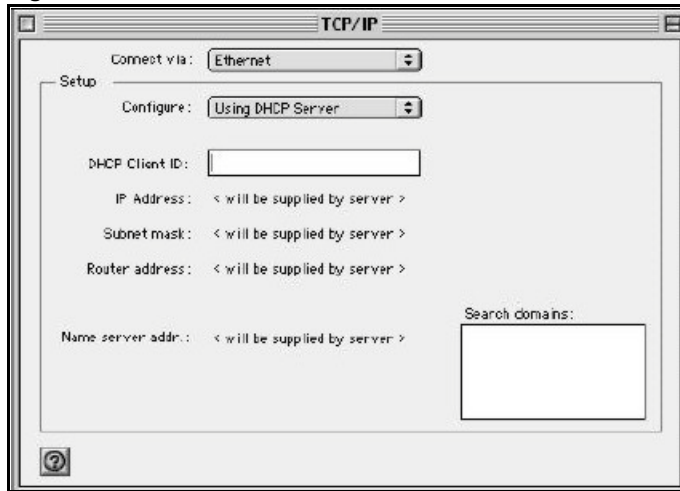 TCP/IP
Connect via: Ethernet
Setup
Configure: Using DHCP Server
DHCP Client ID:
IP Address: < will be supplied by server >
Subnet mask: < will be supplied by server >
Router address: < will be supplied by server >
Search domains:
Name server addr.: < will be supplied by server >
?